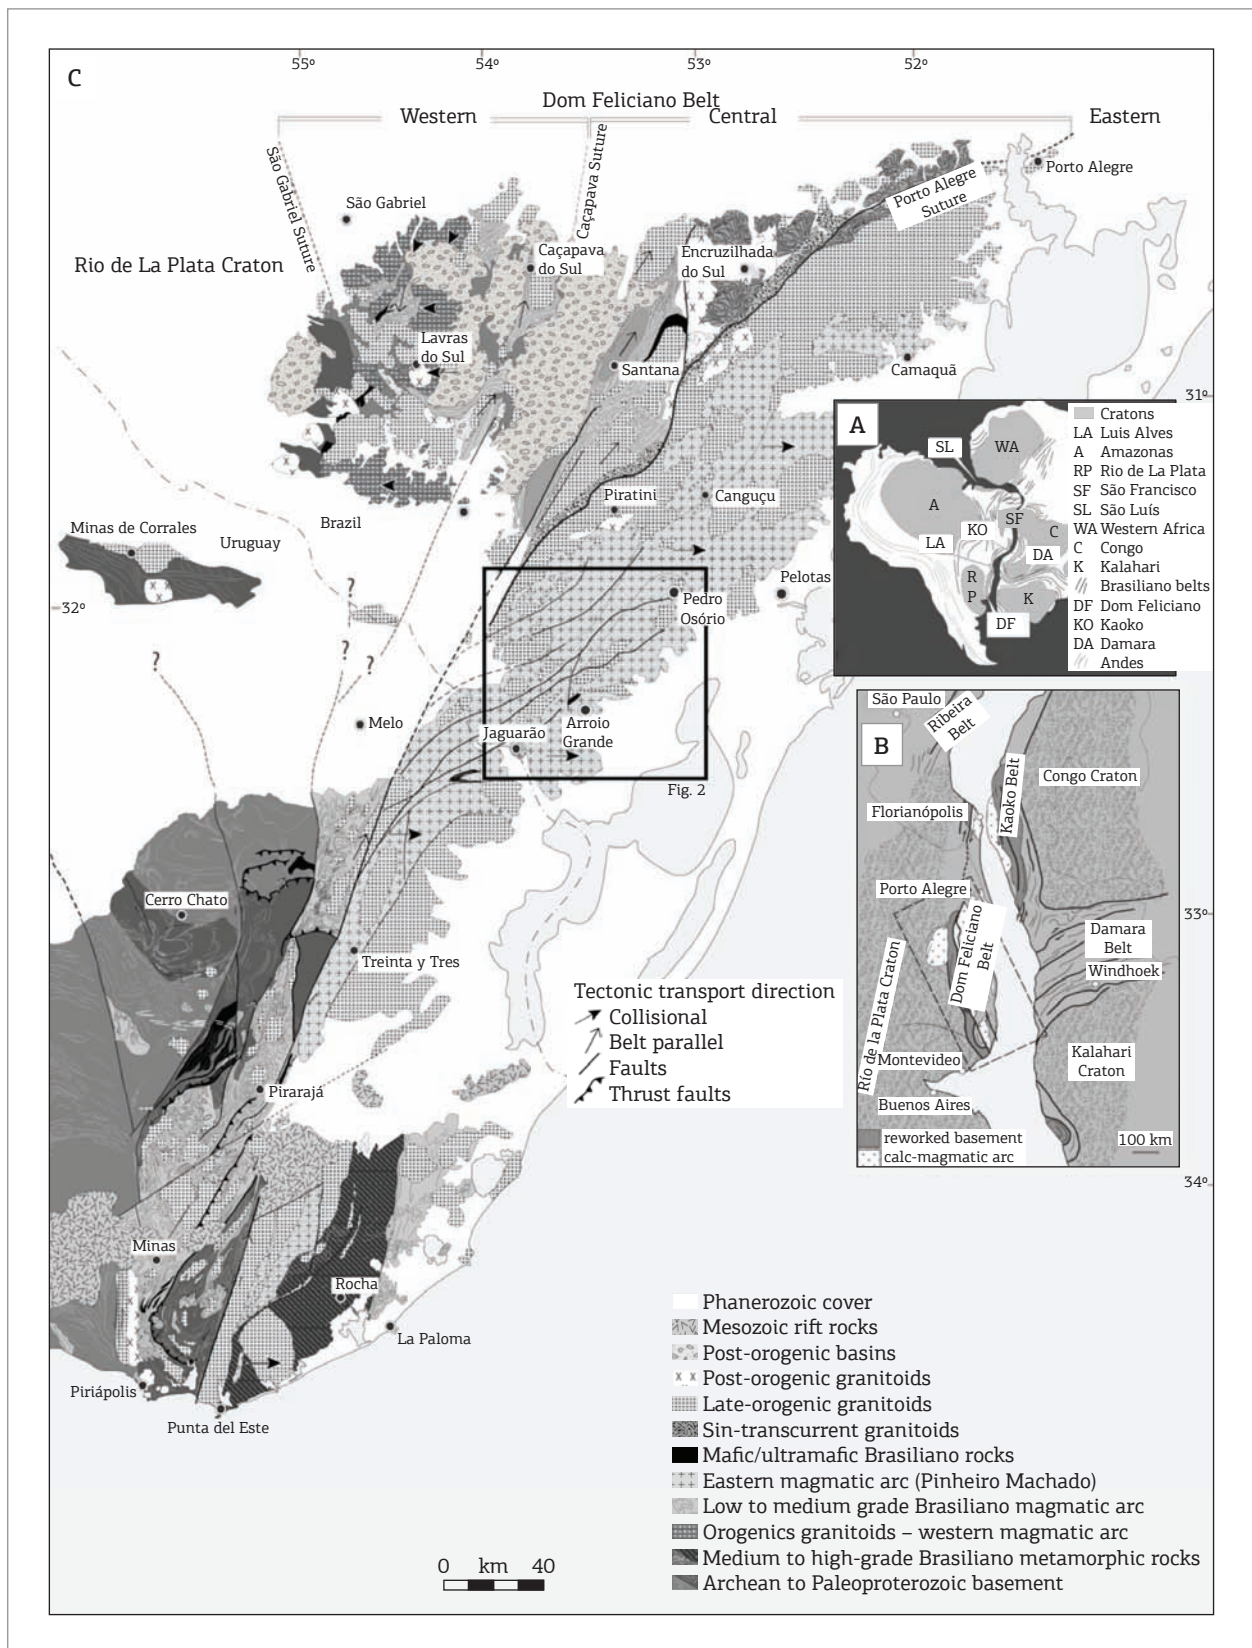 C
55º
54º
53º
52º
Dom Feliciano Belt
Western
Central
Eastern
São Gabriel Suture
Caçapava Suture
Porto Alegre
Suture
Porto Alegre
São Gabriel
Rio de La Plata Craton
Caçapava
do Sul
Encruzilhada
do Sul
Lavras
do Sul
Santana
Camaquã
31º
Piratini
Canguçu
Brazil
Uruguay
Minas de Corrales
32º
Pelotas
Pedro
Osório
?
?
?
Melo
Jaguarão
Arroio
Grande
Fig. 2
Cerro Chato
Treinta y Tres
33º
Pirarajá
34º
Minas
Rocha
La Paloma
Piriápolis
Punta del Este
A
SL
WA
A
KO
SF
C
LA
DA
R
P
K
DF
Cratons
LA Luis Alves
A Amazonas
RP Rio de La Plata
SF São Francisco
SL São Luís
WA Western Africa
C Congo
K Kalahari
Brasiliano belts
DF Dom Feliciano
KO Kaoko
DA Damara
Andes
B
São Paulo
Ribeira
Belt
Kaoko Belt
Congo Craton
Florianópolis
Porto Alegre
Dom Feliciano
Belt
Damara
Belt
Windhoek
Río de la Plata Craton
Montevideo
Kalahari
Craton
Buenos Aires
reworked basement
calc-magmatic arc
100 km
Tectonic transport direction
Collisional
Belt parallel
Faults
Thrust faults
Phanerozoic cover
Mesozoic rift rocks
Post-orogenic basins
Post-orogenic granitoids
Late-orogenic granitoids
Sin-transcurrent granitoids
Mafic/ultramafic Brasiliano rocks
Eastern magmatic arc (Pinheiro Machado)
Low to medium grade Brasiliano magmatic arc
Orogenics granitoids – western magmatic arc
Medium to high-grade Brasiliano metamorphic rocks
Archean to Paleoproterozoic basement
0 km 40